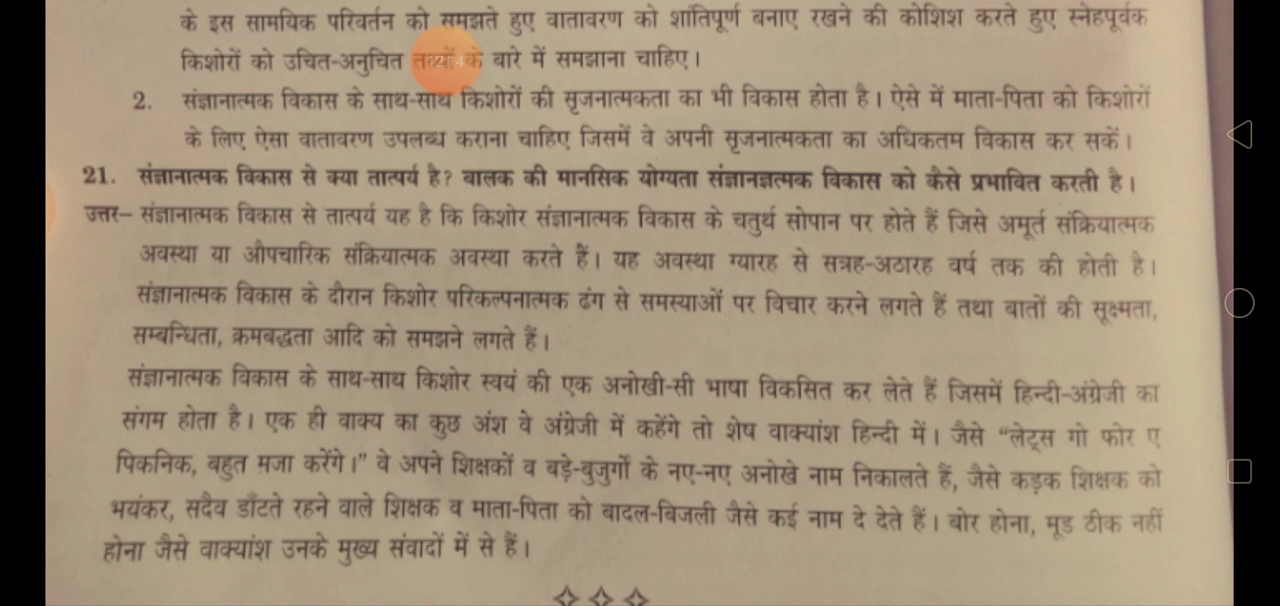 के इस सामयिक परिवर्तन को समझते हुए वातावरण को शांतिपूर्ण बनाए रखने की कोशिश करते हुए स्नेहपूर्वक
किशोरों को उचित-अनुचित के बारे में समझाना चाहिए।
2. संज्ञानात्मक विकास के साथ-साथ किशोरों की सृजनात्मकता का भी विकास होता है। ऐसे में माता-पिता को किशोरों
के लिए ऐसा वातावरण उपलब्ध कराना चाहिए जिसमें वे अपनी सृजनात्मकता का अधिकतम विकास कर सकें।
21. संज्ञानात्मक विकास से क्या तात्पर्य है? बालक की मानसिक योग्यता संज्ञानज्ञत्मक विकास को कैसे प्रभावित करती है।
उत्तर– संज्ञानात्मक विकास से तात्पर्य यह है कि किशोर संज्ञानात्मक विकास के चतुर्थ सोपान पर होते हैं जिसे अमूर्त संक्रियात्मक
अवस्था या औपचारिक संक्रियात्मक अवस्था करते हैं। यह अवस्था ग्यारह से सत्रह-अठारह वर्ष तक की होती है।
संज्ञानात्मक विकास के दौरान किशोर परिकल्पनात्मक ढंग से समस्याओं पर विचार करने लगते हैं तथा बातों की सूक्ष्मता,
सम्बन्धिता, क्रमबद्धता आदि को समझने लगते हैं।
संज्ञानात्मक विकास के साथ-साथ किशोर स्वयं की एक अनोखी-सी भाषा विकसित कर लेते हैं जिसमें हिन्दी-अंग्रेजी का
संगम होता है। एक ही वाक्य का कुछ अंश वे अंग्रेजी में कहेंगे तो शेष वाक्यांश हिन्दी में। जैसे “लेट्स गो फोर ए
पिकनिक, बहुत मजा करेंगे।” वे अपने शिक्षकों व बड़े-बुजुर्गों के नए-नए अनोखे नाम निकालते हैं, जैसे कड़क शिक्षक को
भयंकर, सदैव डाँटते रहने वाले शिक्षक व माता-पिता को बादल-बिजली जैसे कई नाम दे देते हैं। बोर होना, मूड ठीक नहीं
होना जैसे वाक्यांश उनके मुख्य संवादों में से हैं।